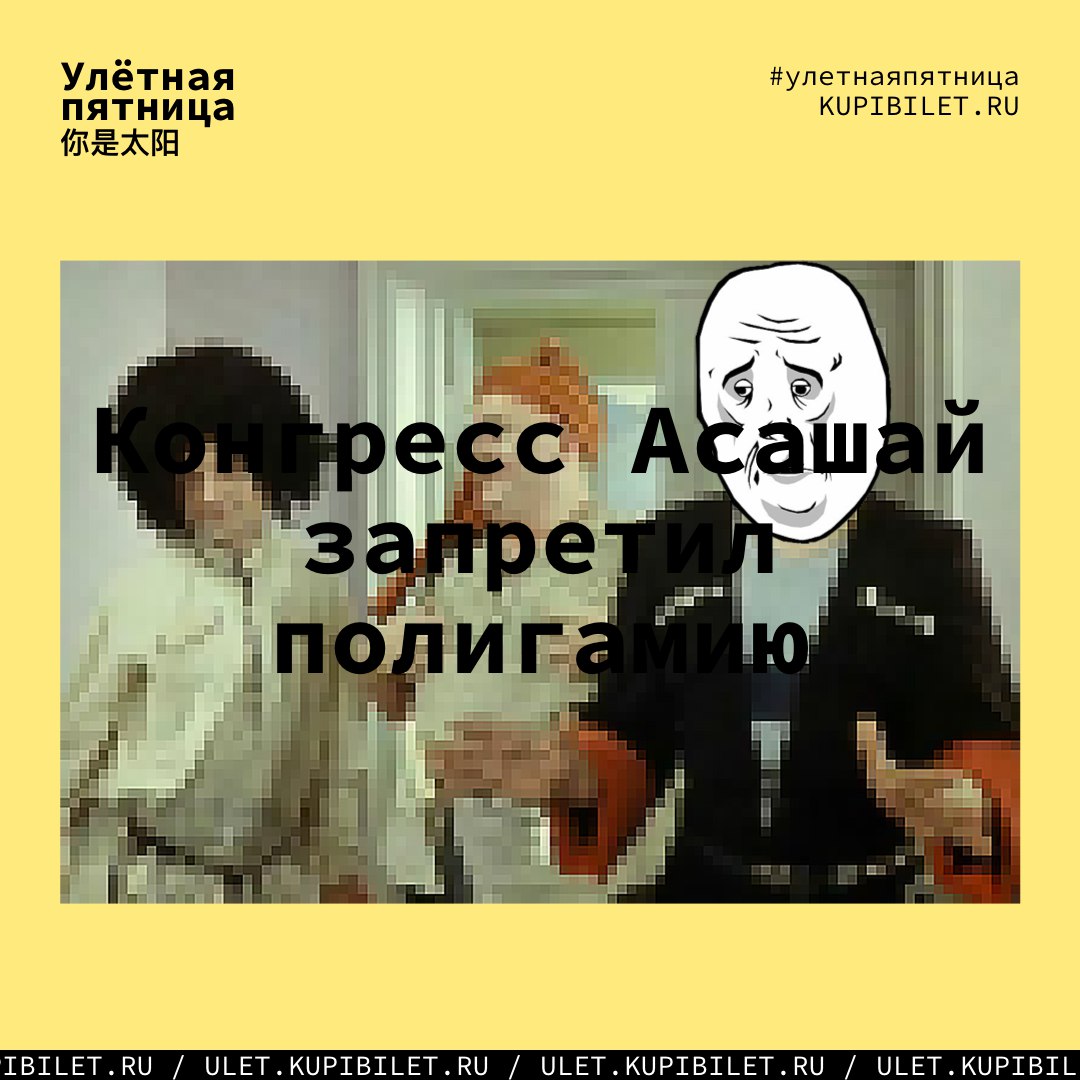 Улётная
пятница
你是太阳
#улетнаяпятница
KUPIBILET.RU
Конгресс Асашай
запретил
полигамию
PIBILET.RU / ULET.KUPIBILET.RU / ULET.KUPIBILET.RU / ULET.KUPIBIL